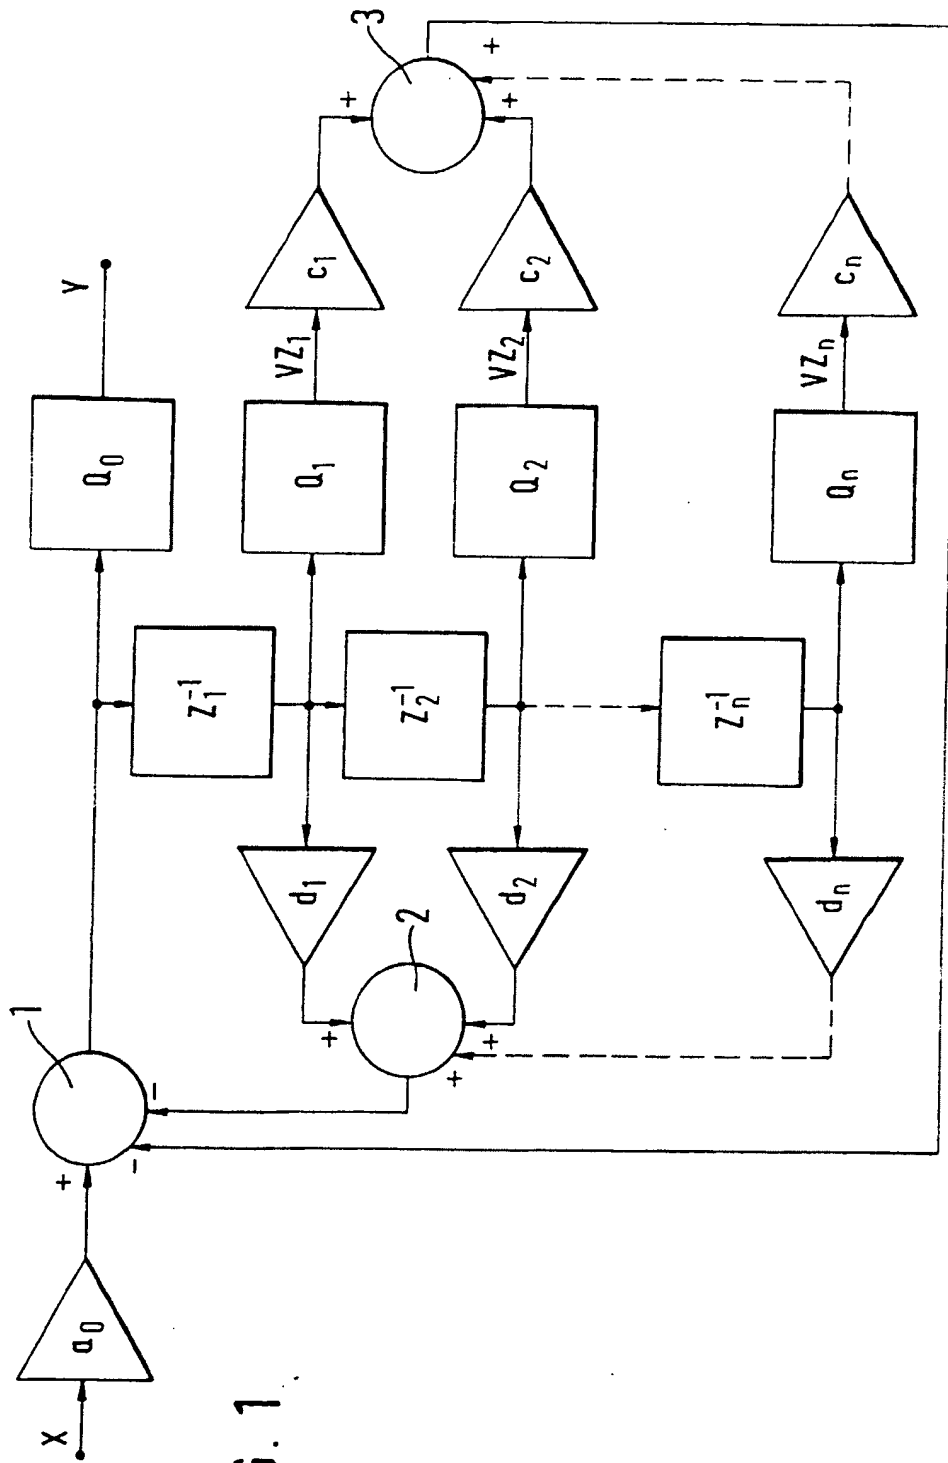 X
a0
+
1
-
-
Q0
Y
Z1^-1
d1
Q1
VZ1
c1
+
3
+
+
2
+
+
+
Z2^-1
d2
Q2
VZ2
c2
Zn^-1
dn
Qn
VZn
cn
. 1